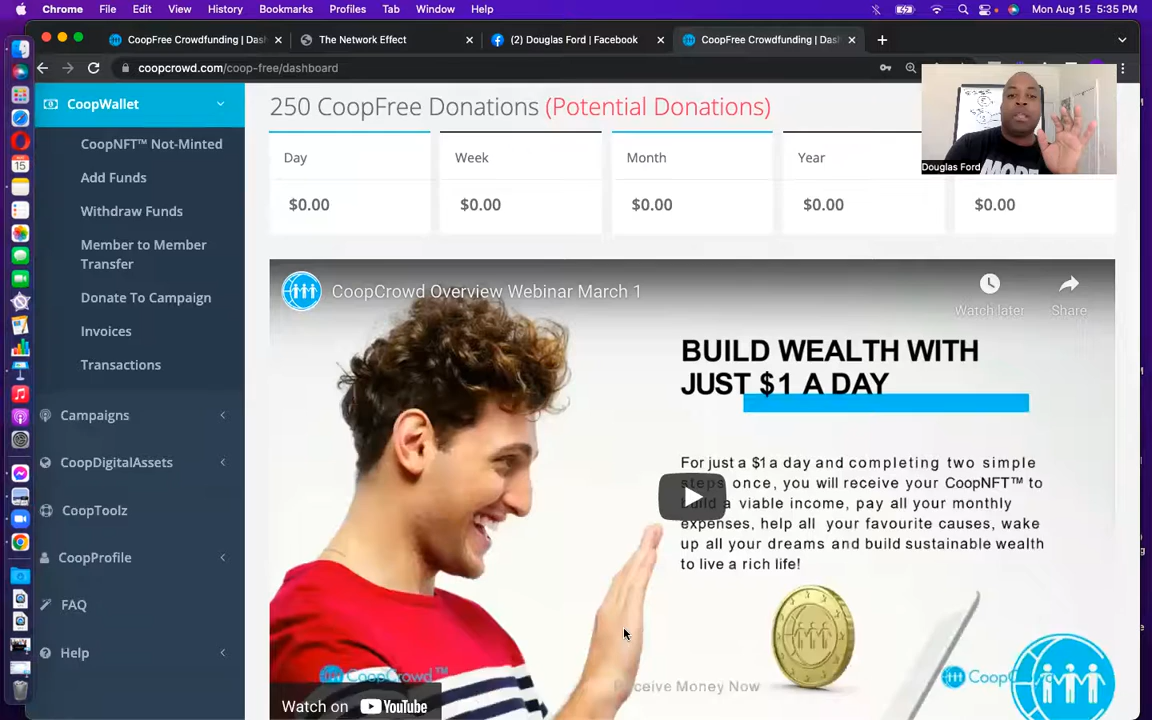 Chrome File Edit View History Bookmarks Profiles Tab Window Help Mon Aug 15 5:35 PM
CoopFree Crowdfunding | Das
The Network Effect
(2) Douglas Ford | Facebook
CoopFree Crowdfunding | Das
coopcrowd.com/coop-free/dashboard
CoopWallet
CoopNFT™ Not-Minted
Add Funds
Withdraw Funds
Member to Member
Transfer
Donate To Campaign
Invoices
Transactions
Campaigns
CoopDigitalAssets
CoopToolz
CoopProfile
FAQ
Help
250 CoopFree Donations (Potential Donations)
Day Week Month Year
$0.00 $0.00 $0.00 $0.00 $0.00
Douglas Ford
MORE
CoopCrowd Overview Webinar March 1
Watch later
Share
BUILD WEALTH WITH
JUST $1 A DAY
For just a $1 a day and completing two simple
steps once, you will receive your CoopNFT™ to
build a viable income, pay all your monthly
expenses, help all your favourite causes, wake
up all your dreams and build sustainable wealth
to live a rich life!
CoopCrowd™
Receive Money Now
Watch on YouTube